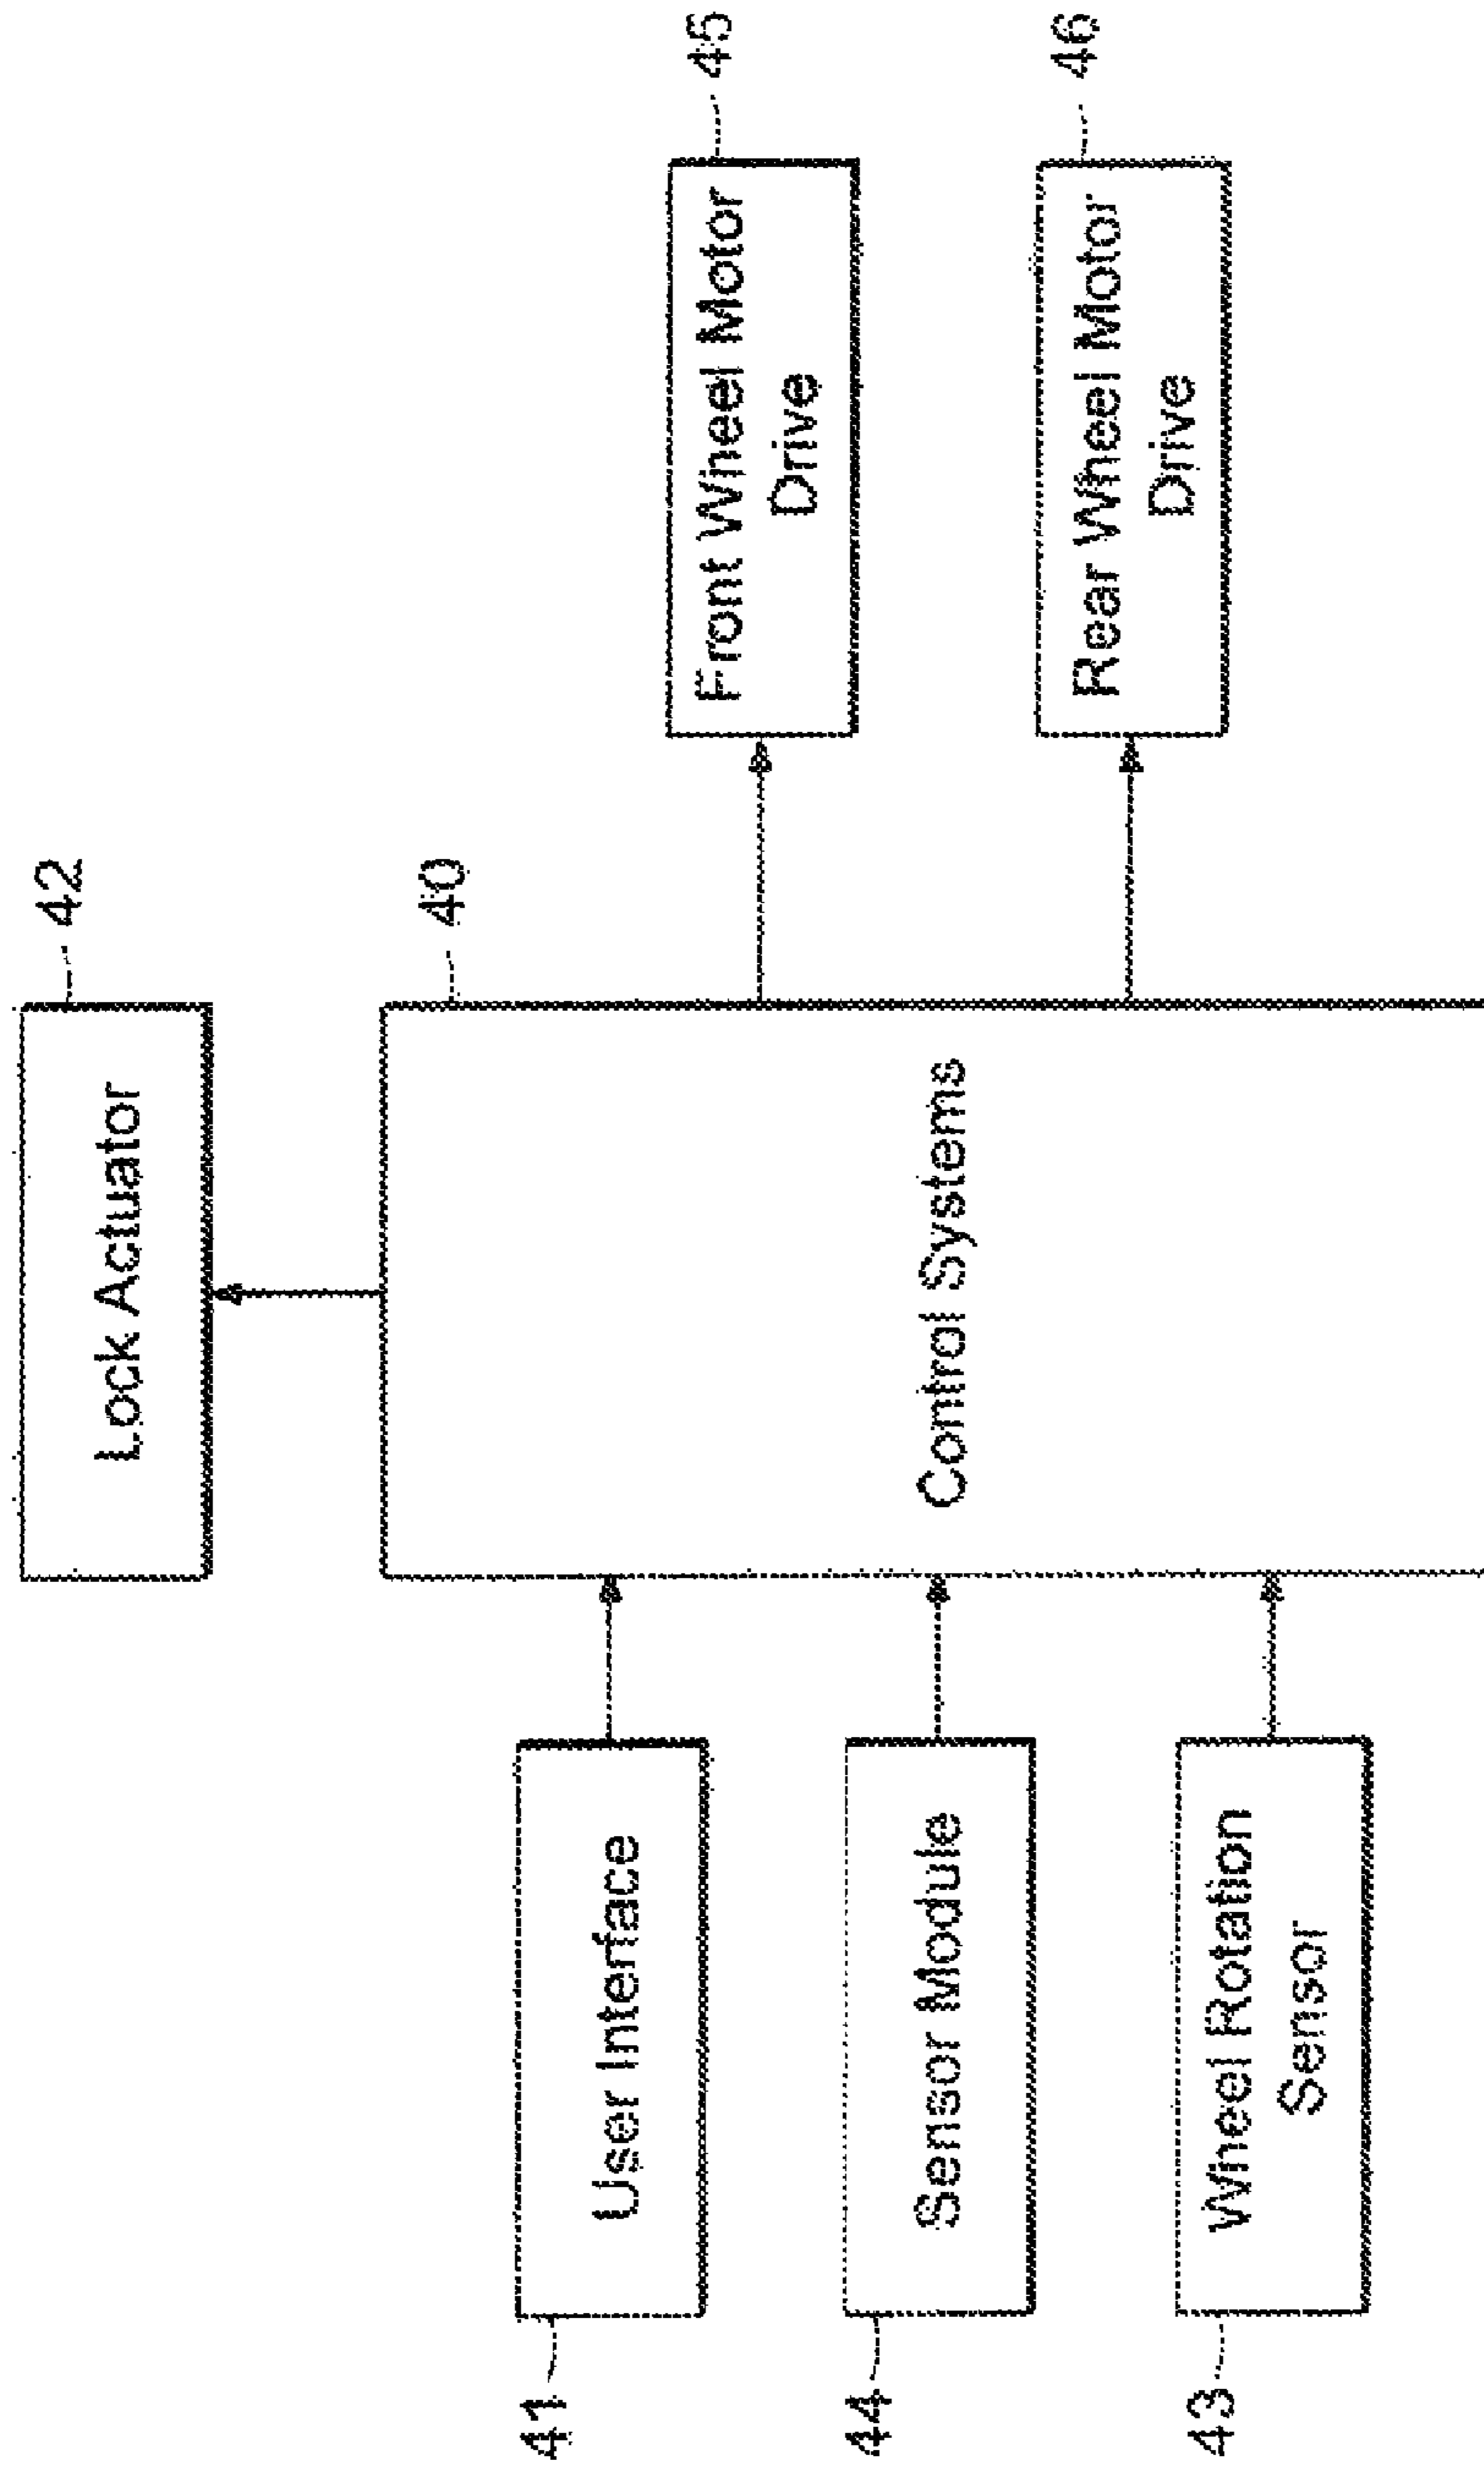 Lock Actuator
42
40
Control Systems
41
User Interface
44
Sensor Module
43
Wheel Rotation
Sensor
Front Wheel Motor
Drive
45
Rear Wheel Motor
Drive
46